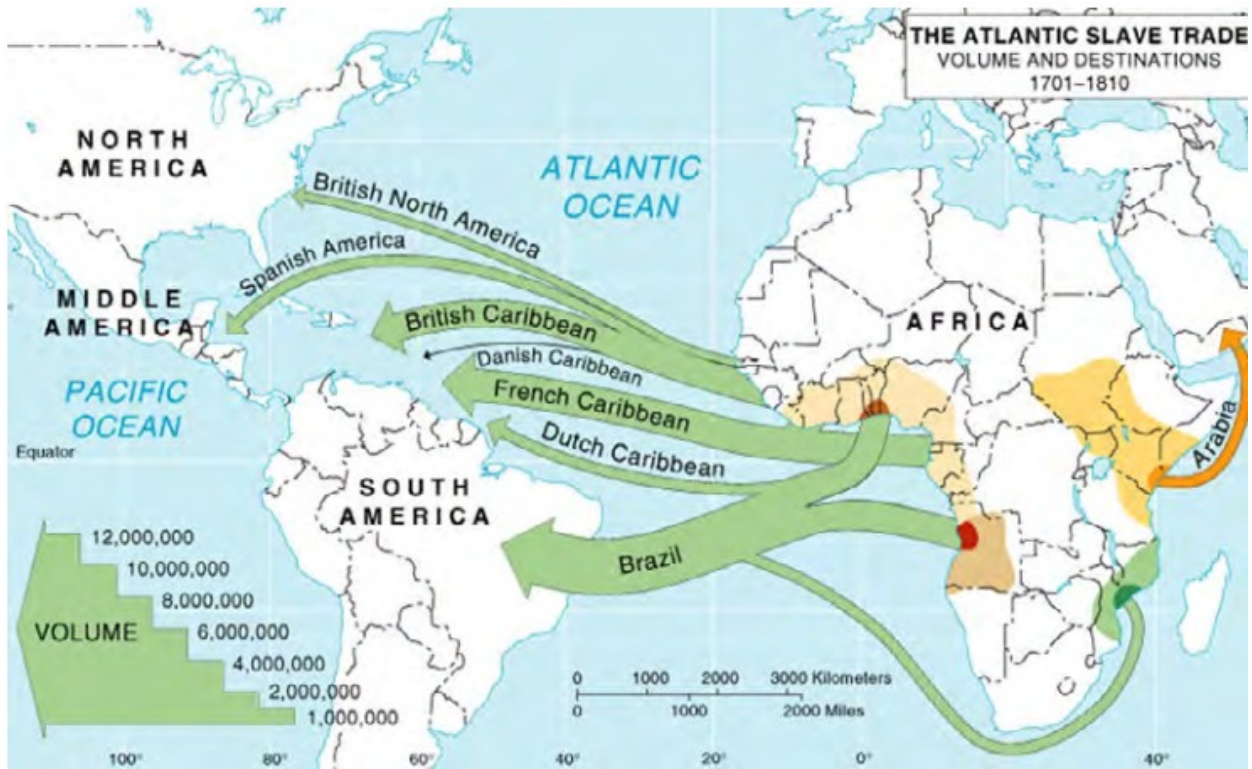 THE ATLANTIC SLAVE TRADE
VOLUME AND DESTINATIONS
1701–1810
NORTH
AMERICA
ATLANTIC
OCEAN
British North America
Spanish America
MIDDLE
AMERICA
British Caribbean
AFRICA
Danish Caribbean
PACIFIC
OCEAN
French Caribbean
Arabia
Dutch Caribbean
Equator
SOUTH
AMERICA
Brazil
12,000,000
10,000,000
8,000,000
VOLUME
6,000,000
4,000,000
2,000,000
1,000,000
0 1000 2000 3000 Kilometers
0 1000 2000 Miles
100° 80° 60° 40° 20° 0° 40°